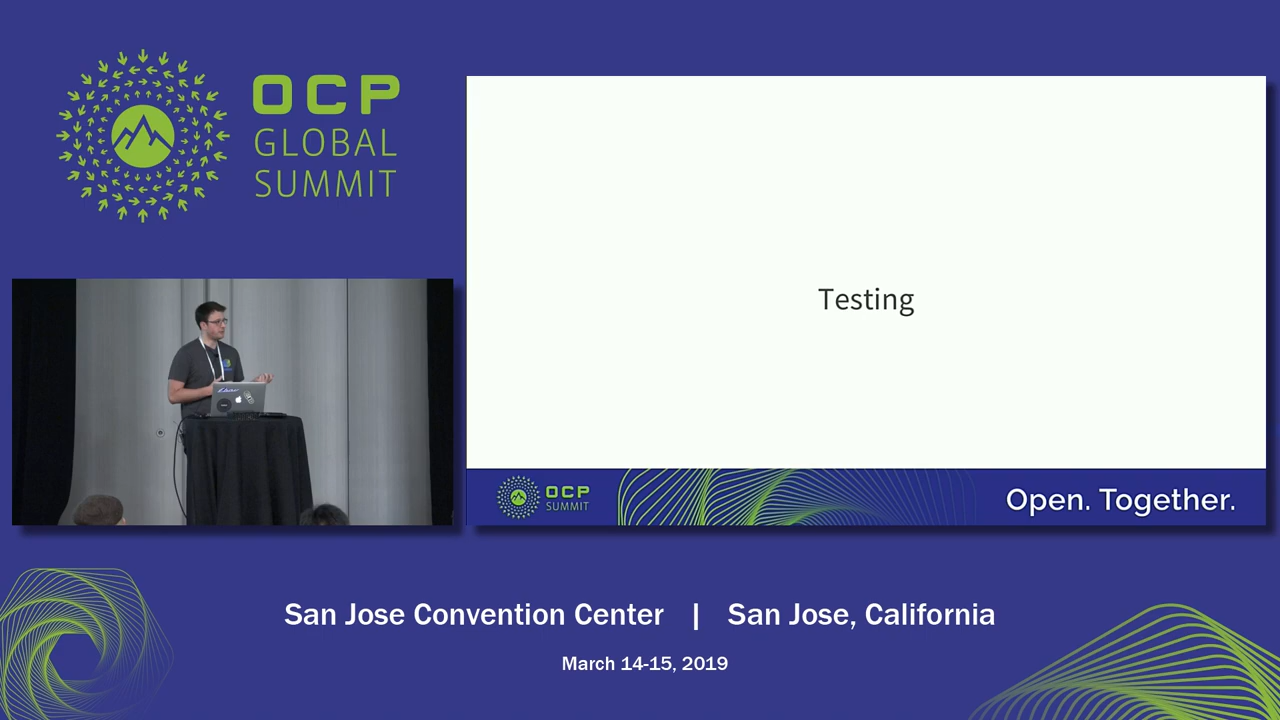 OCP
GLOBAL
SUMMIT
Testing
OCP
SUMMIT
Open. Together.
San Jose Convention Center | San Jose, California
March 14-15, 2019